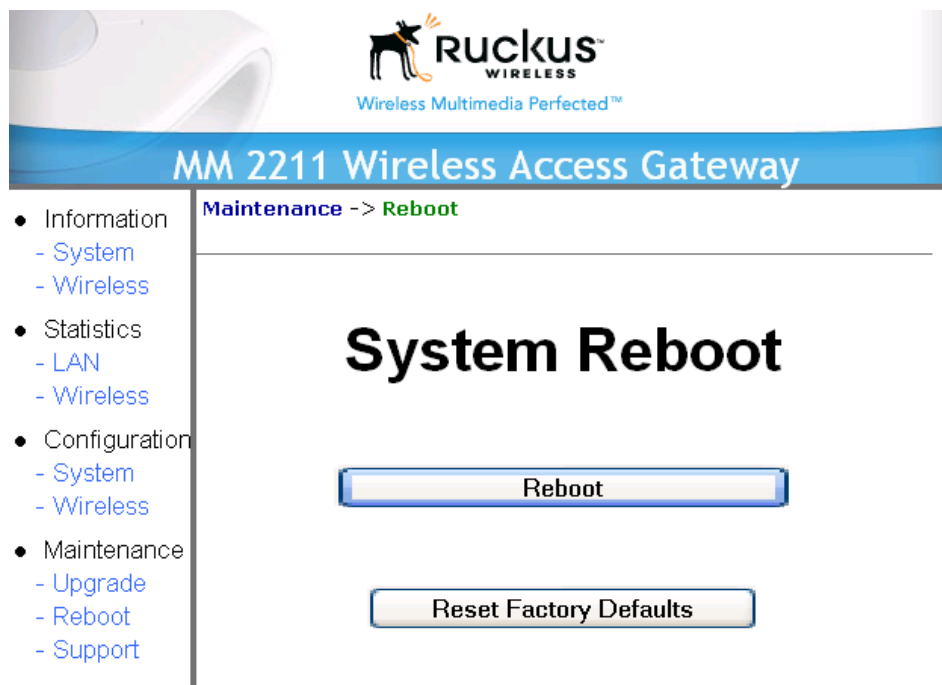 RUCKUS™
WIRELESS
Wireless Multimedia Perfected™
MM 2211 Wireless Access Gateway
● Information
- System
- Wireless
● Statistics
- LAN
- Wireless
● Configuration
- System
- Wireless
● Maintenance
- Upgrade
- Reboot
- Support
Maintenance -> Reboot
System Reboot
Reboot
Reset Factory Defaults